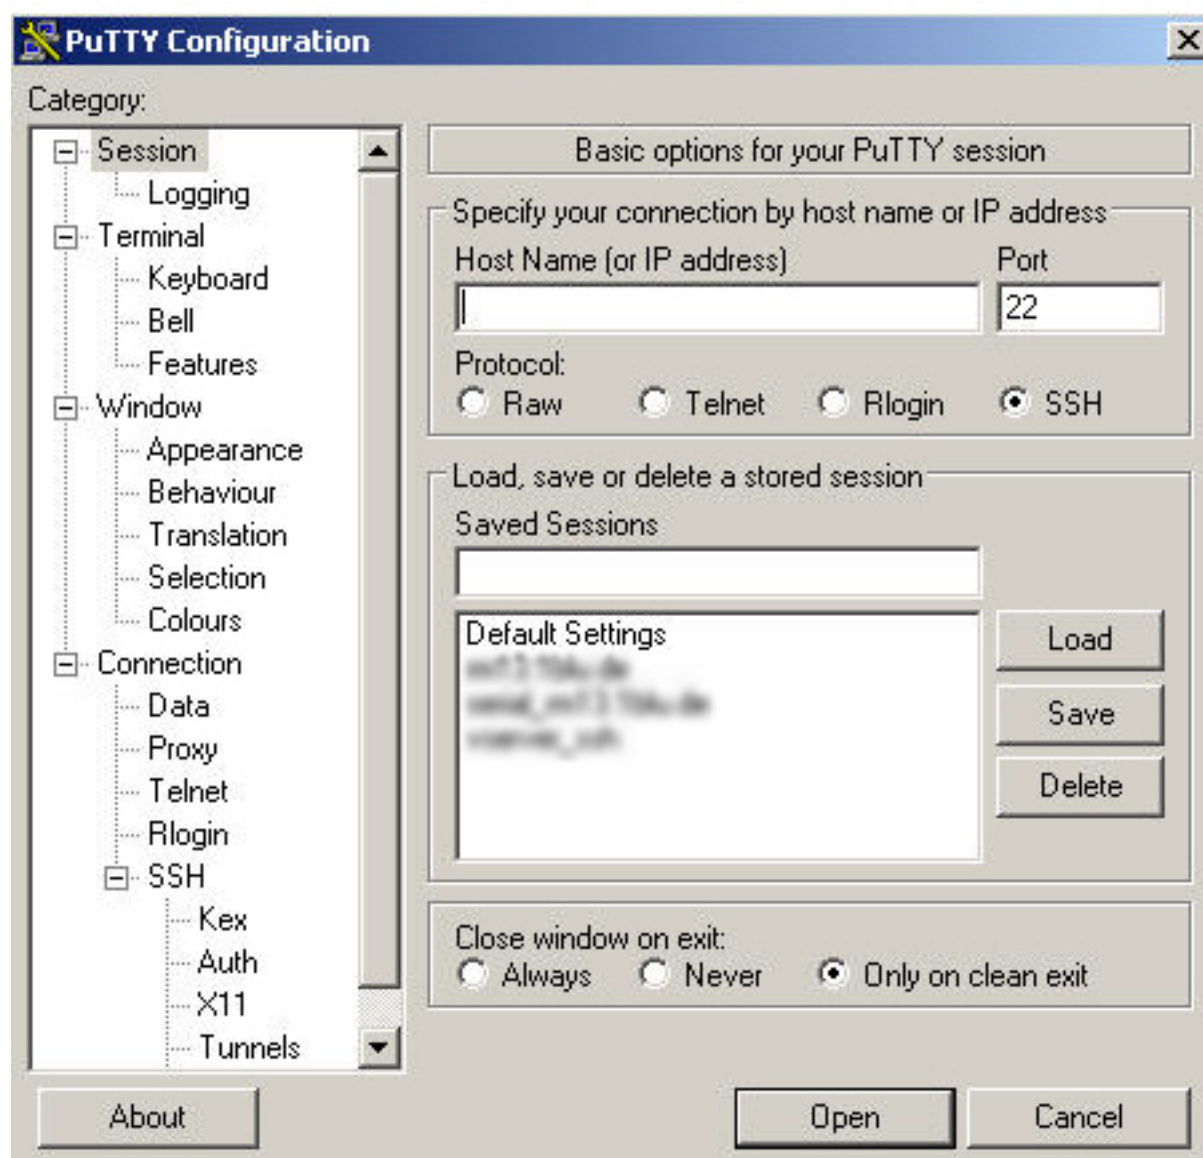 PuTTY Configuration
Category:
Session
Logging
Terminal
Keyboard
Bell
Features
Window
Appearance
Behaviour
Translation
Selection
Colours
Connection
Data
Proxy
Telnet
Rlogin
SSH
Kex
Auth
X11
Tunnels
Basic options for your PuTTY session
Specify your connection by host name or IP address
Host Name (or IP address) Port
22
Protocol:
Raw Telnet Rlogin SSH
Load, save or delete a stored session
Saved Sessions
Default Settings
Load
Save
Delete
Close window on exit:
Always Never Only on clean exit
About Open Cancel